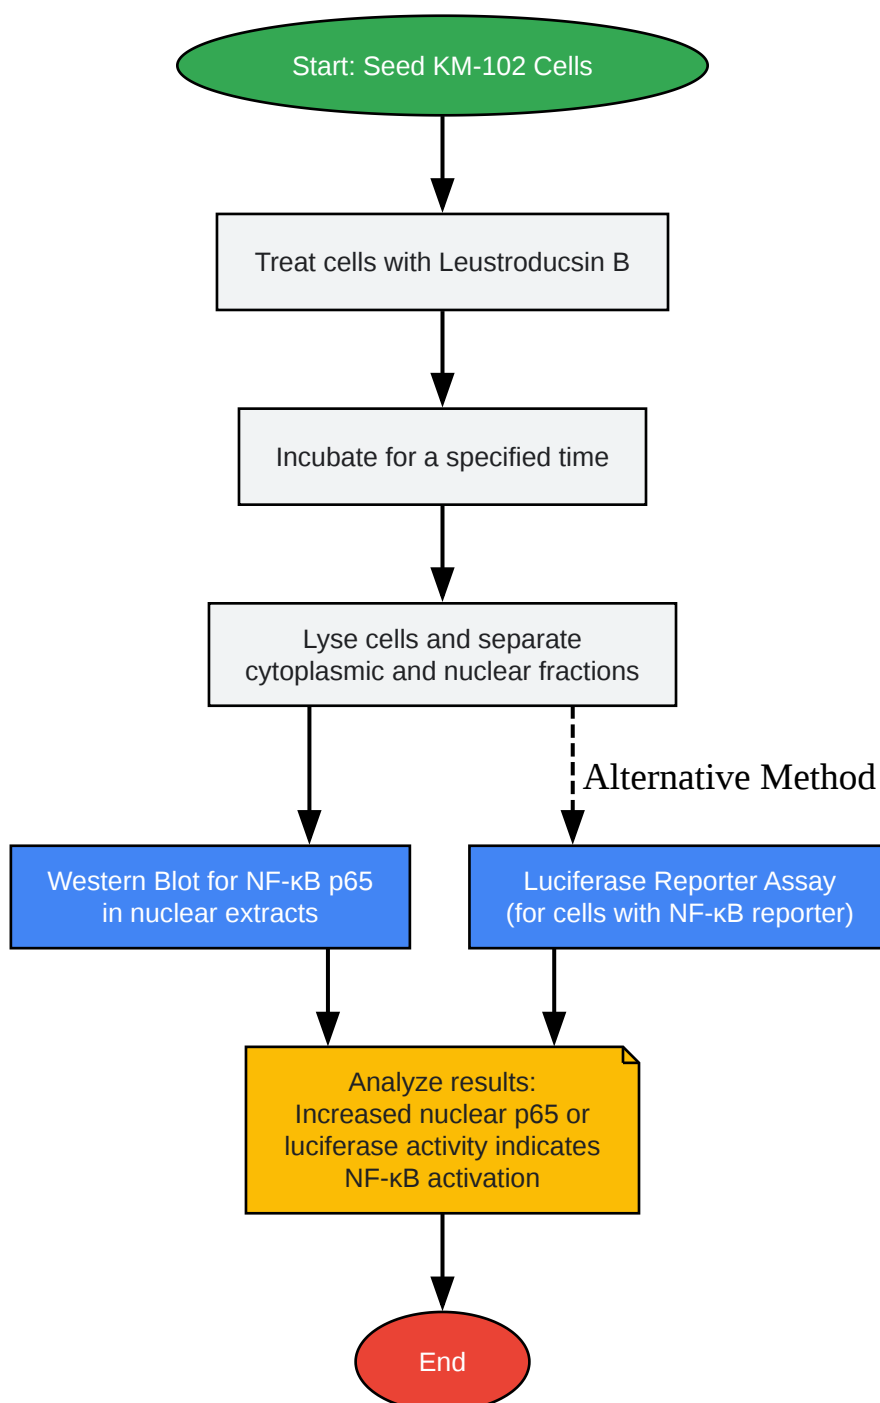 Start: Seed KM-102 Cells
Treat cells with Leustroducsin B
Incubate for a specified time
Lyse cells and separate
cytoplasmic and nuclear fractions
Alternative Method
Western Blot for NF-κB p65
in nuclear extracts
Luciferase Reporter Assay
(for cells with NF-κB reporter)
Analyze results:
Increased nuclear p65 or
luciferase activity indicates
NF-κB activation
End